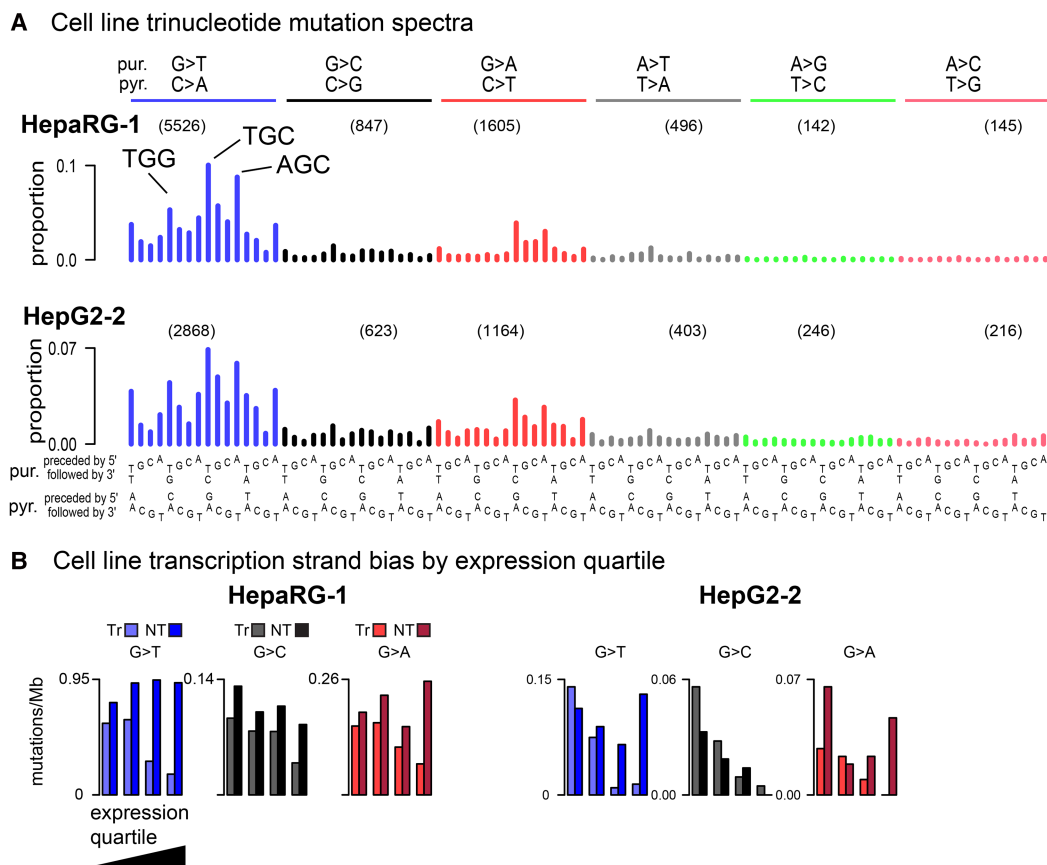 A Cell line trinucleotide mutation spectra
pur. G>T G>C G>A A>T A>G A>C
pyr. C>A C>G C>T T>A T>C T>G
HepaRG-1 (5526) (847) (1605) (496) (142) (145)
TGC
TGG AGC
0.1
proportion
0.0
HepG2-2
(2868) (623) (1164) (403) (246) (216)
0.07
proportion
0.00
pur. preceded by 5' T G C A T G C A T G C A T G C A T G C A T G C A T G C A T G C A T G C A T G C A T G C A T G C A T G C A T G C A T G C A T G C A T G C A T G C A T G C A T G C A T G C A T G C A T G C A T G C A
followed by 3' T G C A T G C A T G C A T G C A T G C A T G C A
pyr. preceded by 5' A C G T A C G T A C G T A C G T A C G T A C G T
followed by 3' A C G T A C G T A C G T A C G T A C G T A C G T A C G T A C G T A C G T A C G T A C G T A C G T A C G T A C G T A C G T A C G T A C G T A C G T A C G T A C G T A C G T A C G T A C G T A C G T
B Cell line transcription strand bias by expression quartile
HepaRG-1 HepG2-2
Tr NT Tr NT Tr NT
G>T G>C G>A G>T G>C G>A
0.95 0.14 0.26 0.15 0.06 0.07
mutations/Mb
0 0 0.00 0.00
expression
quartile